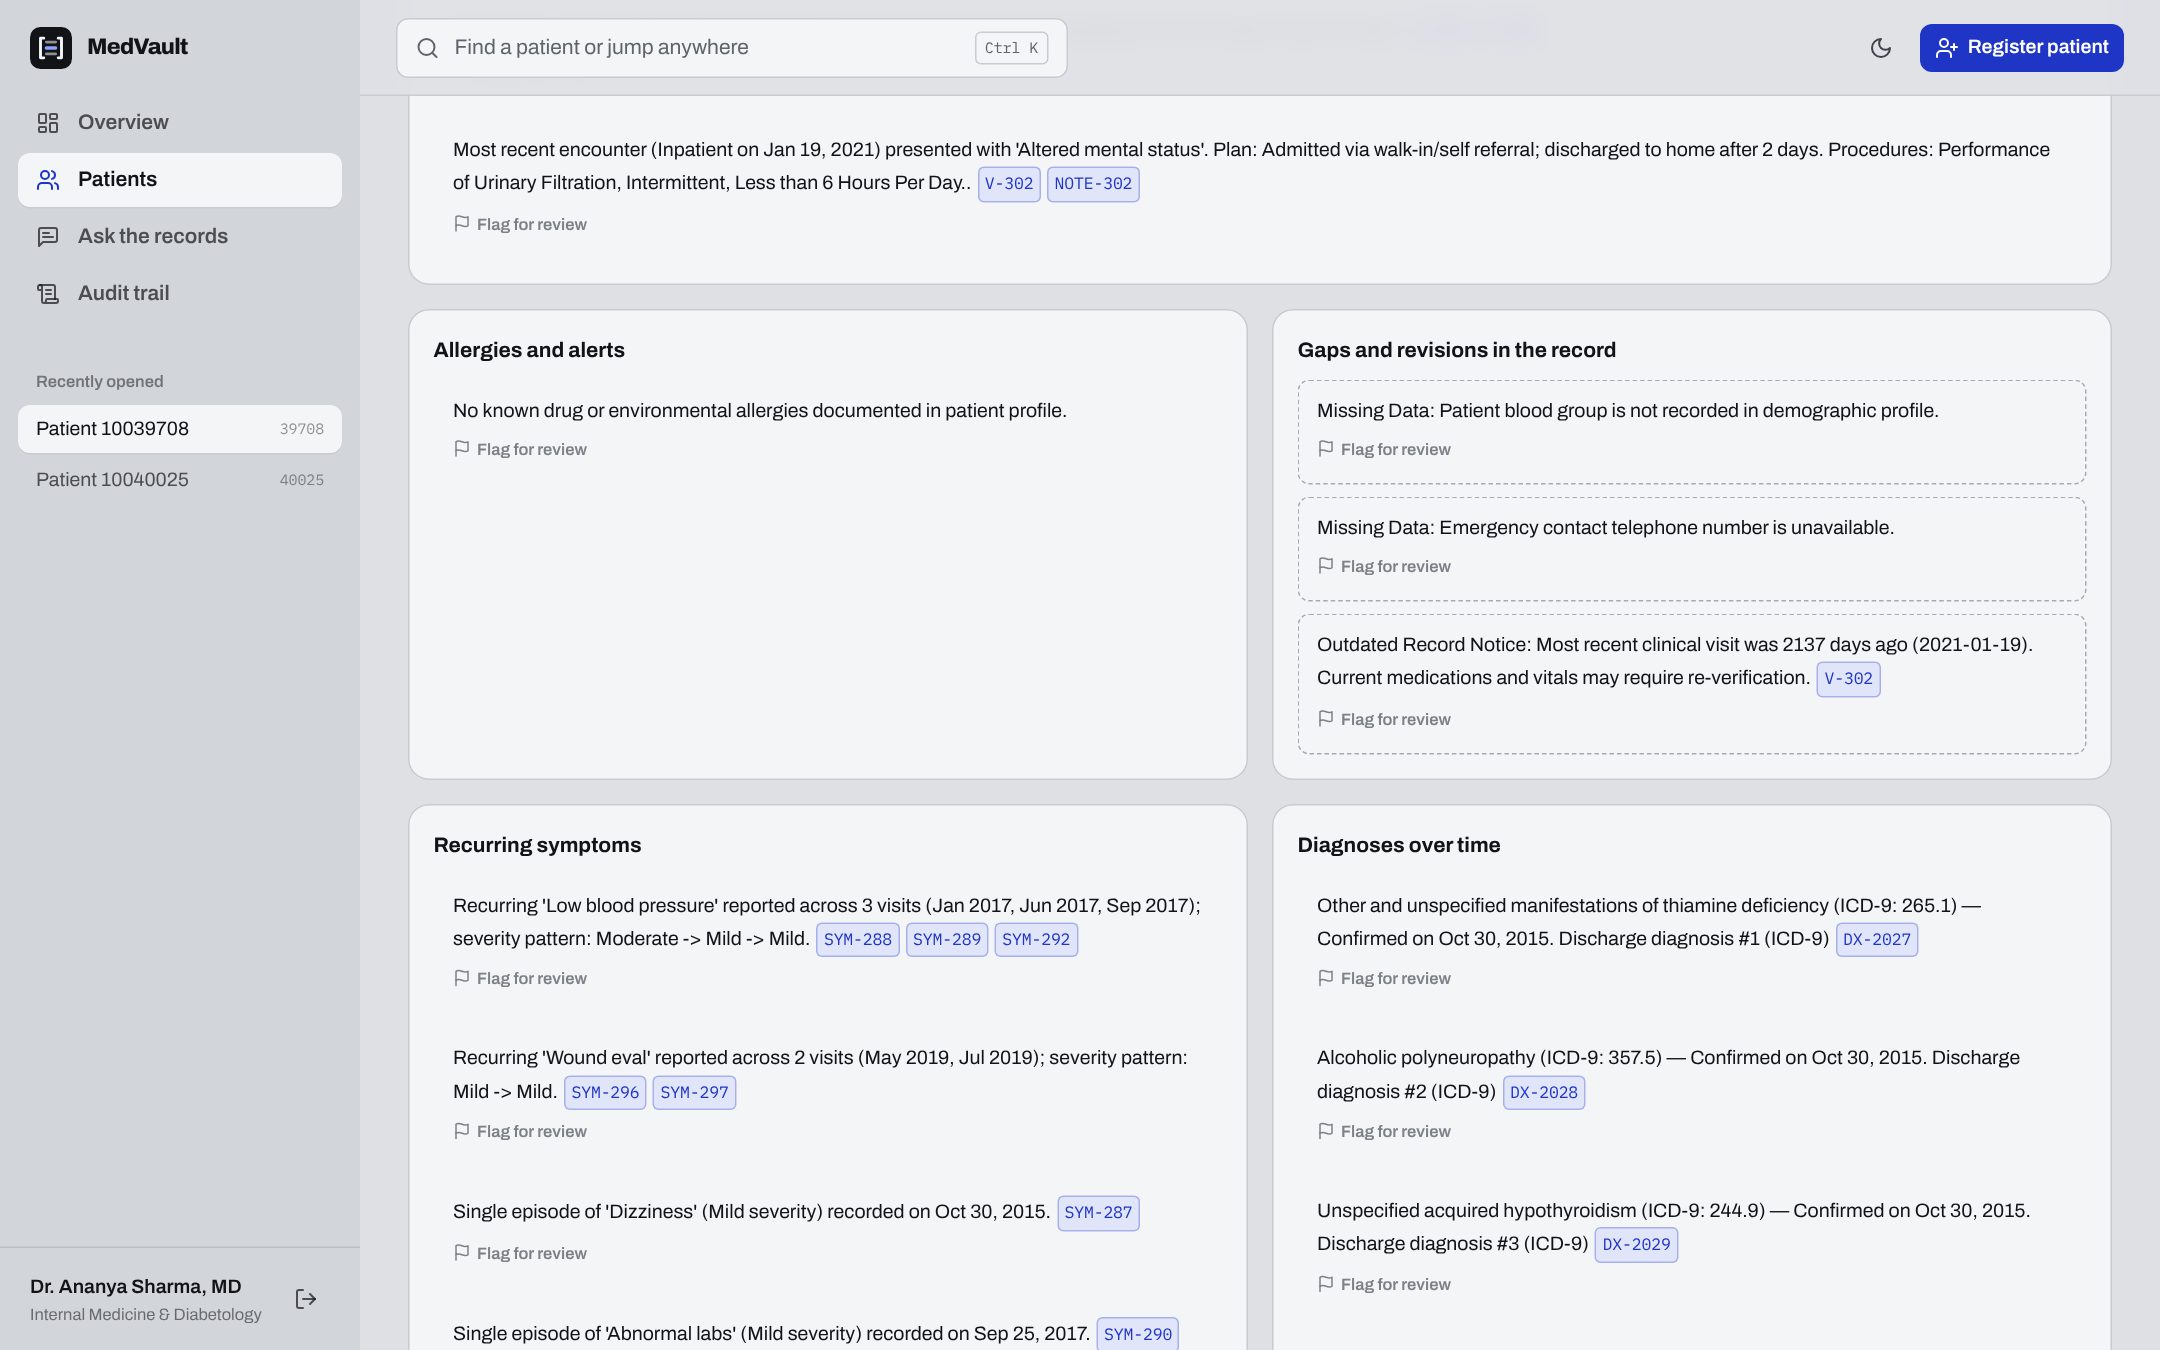 MedVault
Overview
Patients
Ask the records
Audit trail
Recently opened
Patient 10039708 39708
Patient 10040025 40025
Dr. Ananya Sharma, MD
Internal Medicine & Diabetology
Find a patient or jump anywhere Ctrl K
Register patient
Most recent encounter (Inpatient on Jan 19, 2021) presented with 'Altered mental status'. Plan: Admitted via walk-in/self referral; discharged to home after 2 days. Procedures: Performance
of Urinary Filtration, Intermittent, Less than 6 Hours Per Day.. V-302 NOTE-302
Flag for review
Allergies and alerts
No known drug or environmental allergies documented in patient profile.
Flag for review
Gaps and revisions in the record
Missing Data: Patient blood group is not recorded in demographic profile.
Flag for review
Missing Data: Emergency contact telephone number is unavailable.
Flag for review
Outdated Record Notice: Most recent clinical visit was 2137 days ago (2021-01-19).
Current medications and vitals may require re-verification. V-302
Flag for review
Recurring symptoms
Recurring 'Low blood pressure' reported across 3 visits (Jan 2017, Jun 2017, Sep 2017);
severity pattern: Moderate -> Mild -> Mild. SYM-288 SYM-289 SYM-292
Flag for review
Recurring 'Wound eval' reported across 2 visits (May 2019, Jul 2019); severity pattern:
Mild -> Mild. SYM-296 SYM-297
Flag for review
Single episode of 'Dizziness' (Mild severity) recorded on Oct 30, 2015. SYM-287
Flag for review
Single episode of 'Abnormal labs' (Mild severity) recorded on Sep 25, 2017. SYM-290
Diagnoses over time
Other and unspecified manifestations of thiamine deficiency (ICD-9: 265.1) —
Confirmed on Oct 30, 2015. Discharge diagnosis #1 (ICD-9) DX-2027
Flag for review
Alcoholic polyneuropathy (ICD-9: 357.5) — Confirmed on Oct 30, 2015. Discharge
diagnosis #2 (ICD-9) DX-2028
Flag for review
Unspecified acquired hypothyroidism (ICD-9: 244.9) — Confirmed on Oct 30, 2015.
Discharge diagnosis #3 (ICD-9) DX-2029
Flag for review